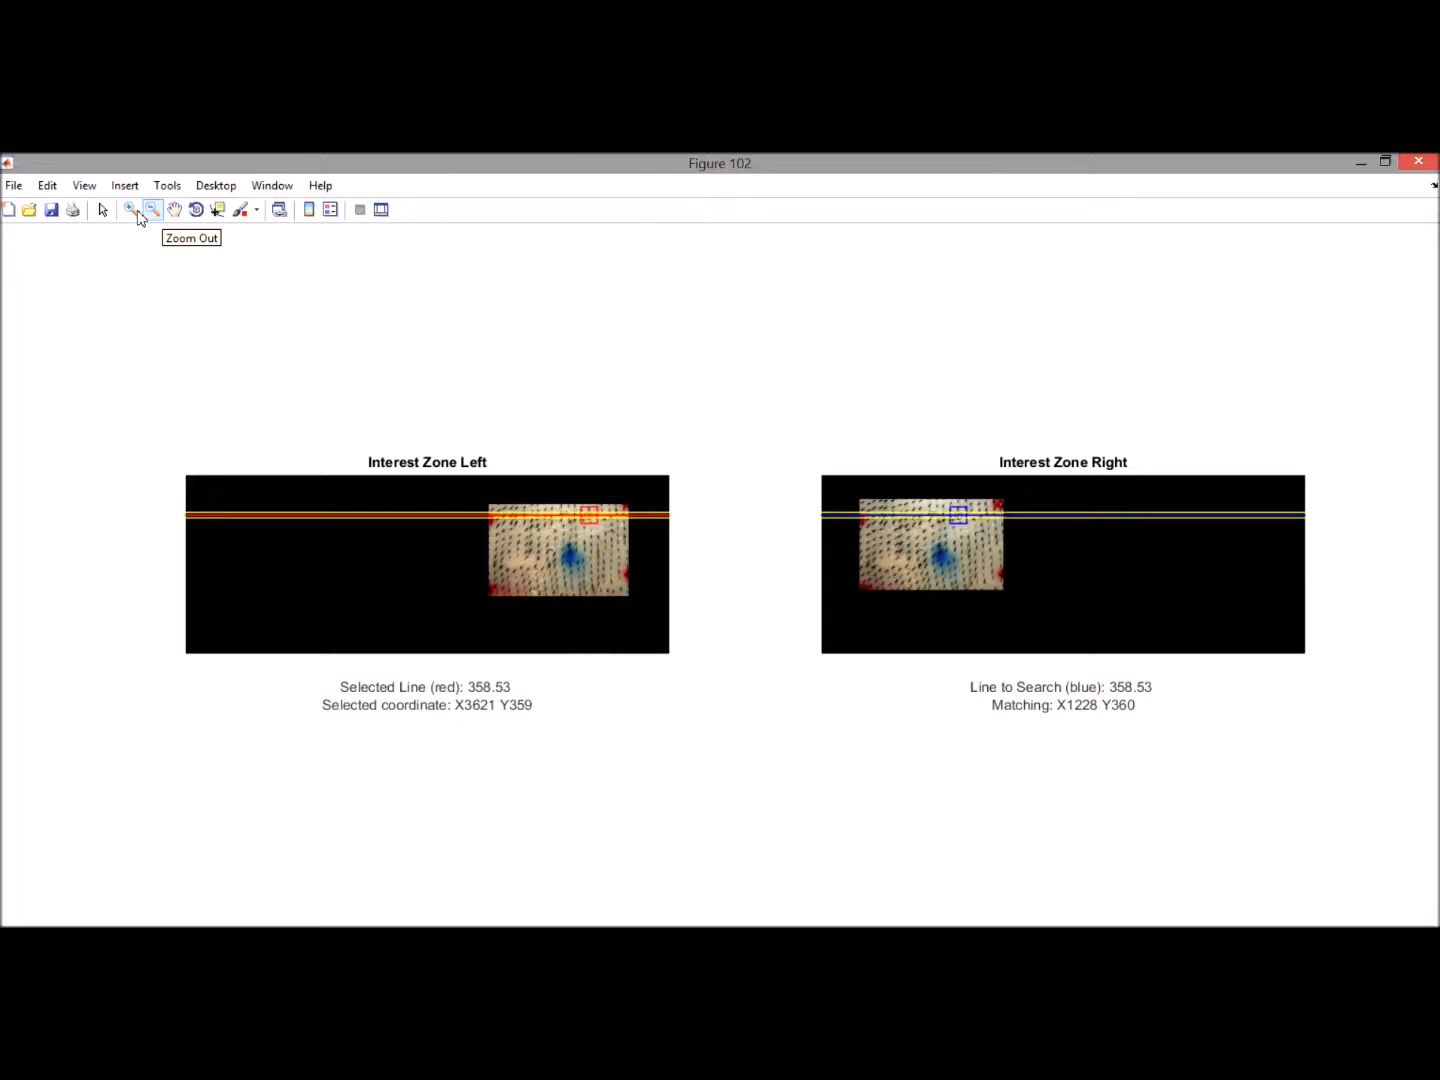 Figure 102
File Edit View Insert Tools Desktop Window Help
Zoom Out
Interest Zone Left
Interest Zone Right
Selected Line (red): 358.53
Selected coordinate: X3621 Y359
Line to Search (blue): 358.53
Matching: X1228 Y360